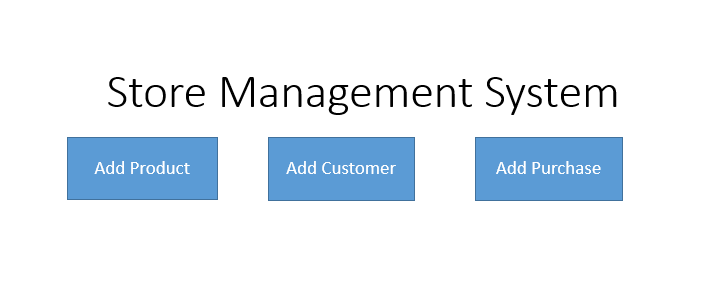 Store Management System
Add Product
Add Customer
Add Purchase